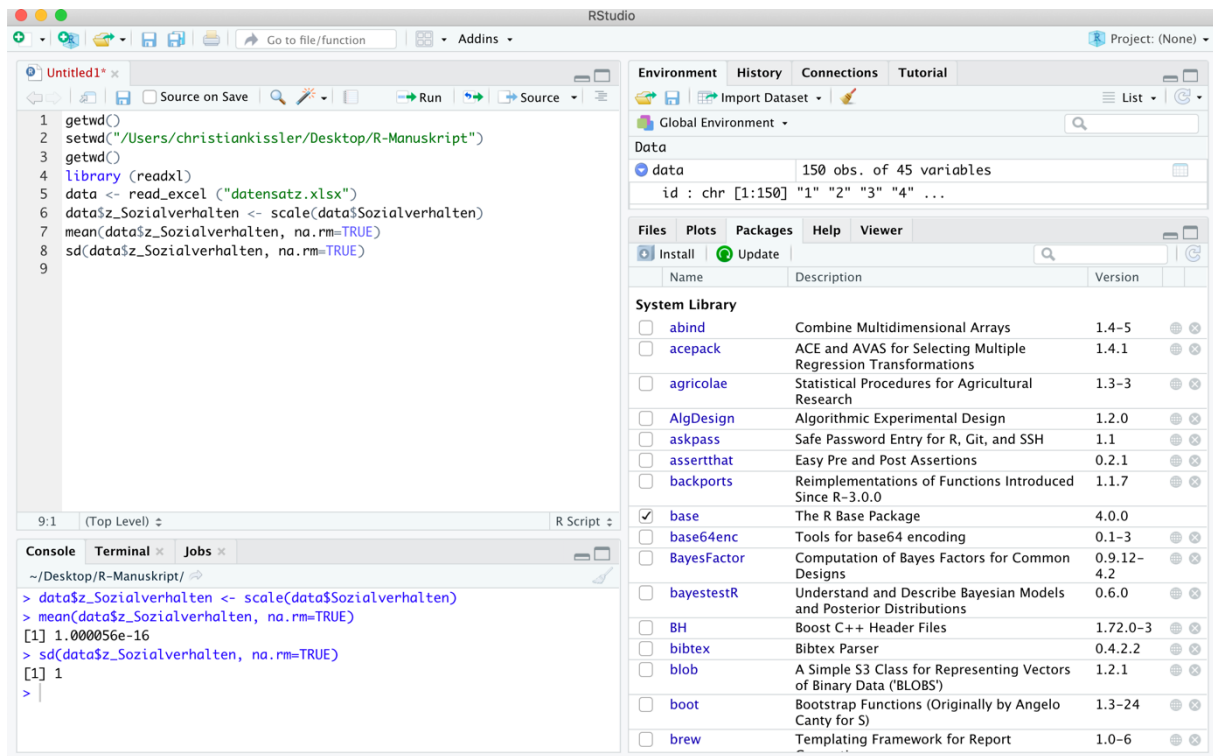 RStudio
Go to file/function
Addins
Project: (None)
Untitled1*
Source on Save
Run
Source
1 getwd()
2 setwd("/Users/christiankissler/Desktop/R-Manuskript")
3 getwd()
4 library (readxl)
5 data <- read_excel ("datensatz.xlsx")
6 data$z_Sozialverhalten <- scale(data$Sozialverhalten)
7 mean(data$z_Sozialverhalten, na.rm=TRUE)
8 sd(data$z_Sozialverhalten, na.rm=TRUE)
9
9:1 (Top Level) R Script
Console Terminal Jobs
~/Desktop/R-Manuskript/
> data$z_Sozialverhalten <- scale(data$Sozialverhalten)
> mean(data$z_Sozialverhalten, na.rm=TRUE)
[1] 1.000056e-16
> sd(data$z_Sozialverhalten, na.rm=TRUE)
[1] 1
>
Environment History Connections Tutorial
Import Dataset List
Global Environment
Data
data 150 obs. of 45 variables
id : chr [1:150] "1" "2" "3" "4" ...
Files Plots Packages Help Viewer
Install Update
Name Description Version
System Library
abind Combine Multidimensional Arrays 1.4-5
acepack ACE and AVAS for Selecting Multiple 1.4.1
Regression Transformations
agricolae Statistical Procedures for Agricultural 1.3-3
Research
AlgDesign Algorithmic Experimental Design 1.2.0
askpass Safe Password Entry for R, Git, and SSH 1.1
assertthat Easy Pre and Post Assertions 0.2.1
backports Reimplementations of Functions Introduced 1.1.7
Since R-3.0.0
base The R Base Package 4.0.0
base64enc Tools for base64 encoding 0.1-3
BayesFactor Computation of Bayes Factors for Common 0.9.12-
Designs 4.2
bayestestR Understand and Describe Bayesian Models 0.6.0
and Posterior Distributions
BH Boost C++ Header Files 1.72.0-3
bibtex Bibtex Parser 0.4.2.2
blob A Simple S3 Class for Representing Vectors 1.2.1
of Binary Data ('BLOBS')
boot Bootstrap Functions (Originally by Angelo 1.3-24
Canty for S)
brew Templating Framework for Report 1.0-6